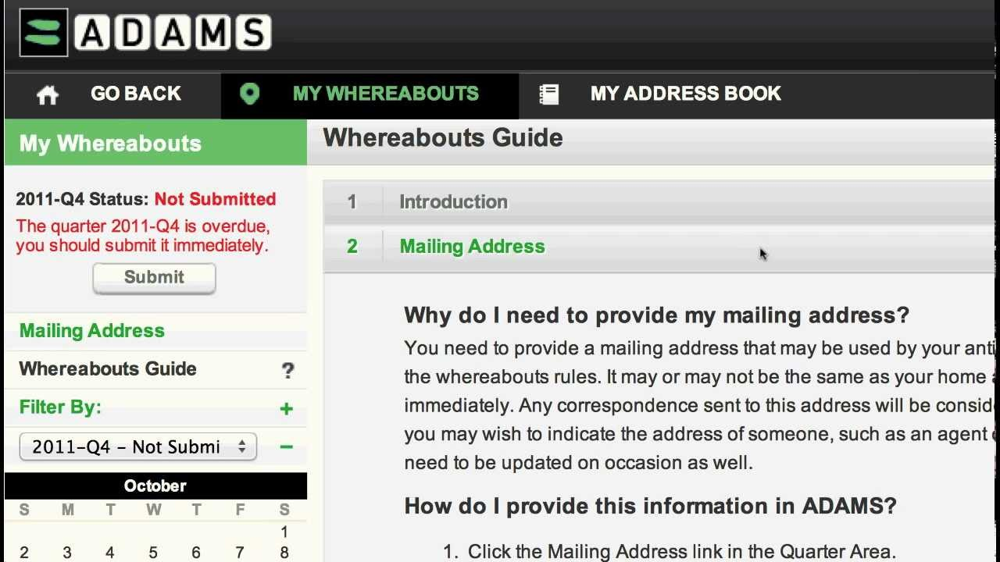 ADAMS
GO BACK
MY WHEREABOUTS
MY ADDRESS BOOK
My Whereabouts
2011-Q4 Status: Not Submitted
The quarter 2011-Q4 is overdue,
you should submit it immediately.
Submit
Mailing Address
Whereabouts Guide ?
Filter By: +
2011-Q4 - Not Submi −
October
S M T W T F S
1
2 3 4 5 6 7 8
Whereabouts Guide
1 Introduction
2 Mailing Address
Why do I need to provide my mailing address?
You need to provide a mailing address that may be used by your anti
the whereabouts rules. It may or may not be the same as your home
immediately. Any correspondence sent to this address will be consid
you may wish to indicate the address of someone, such as an agent
need to be updated on occasion as well.
How do I provide this information in ADAMS?
1. Click the Mailing Address link in the Quarter Area.